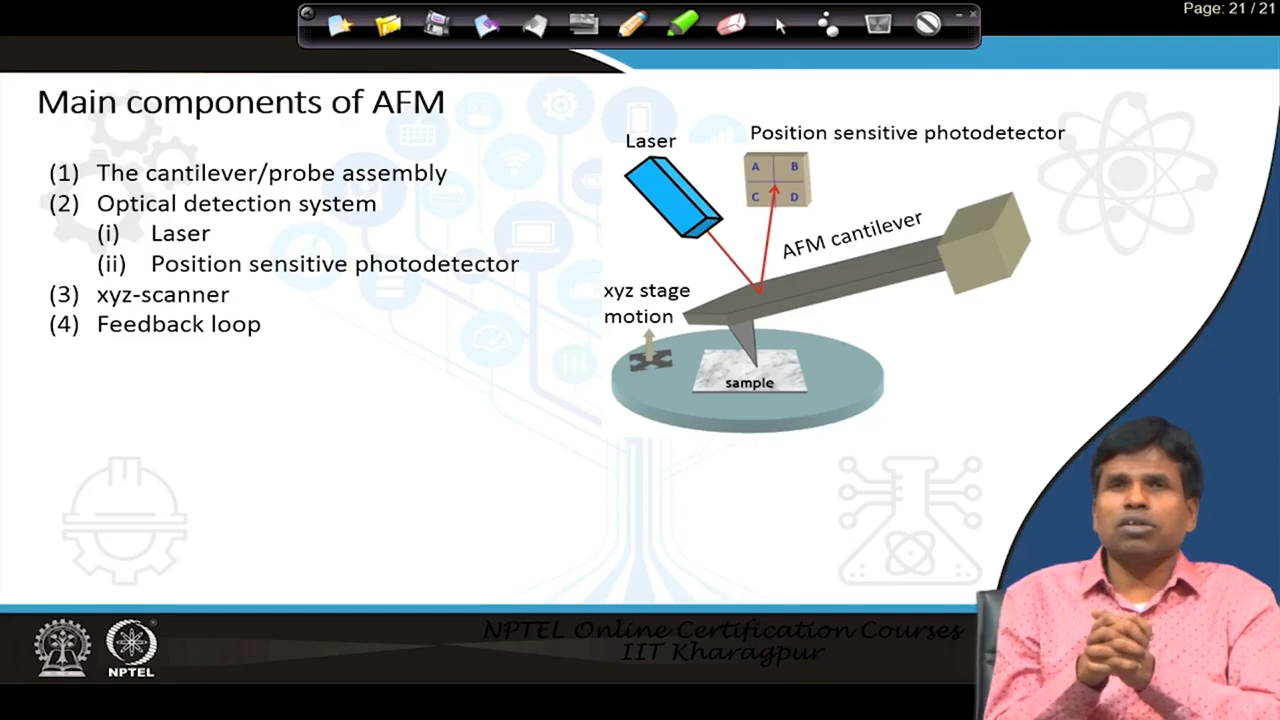 Page: 21 / 21
Main components of AFM
(1) The cantilever/probe assembly
(2) Optical detection system
(i) Laser
(ii) Position sensitive photodetector
(3) xyz-scanner
(4) Feedback loop
Laser
Position sensitive photodetector
A B
C D
AFM cantilever
xyz stage
motion
sample
NPTEL
NPTEL Online Certification Courses
IIT Kharagpur